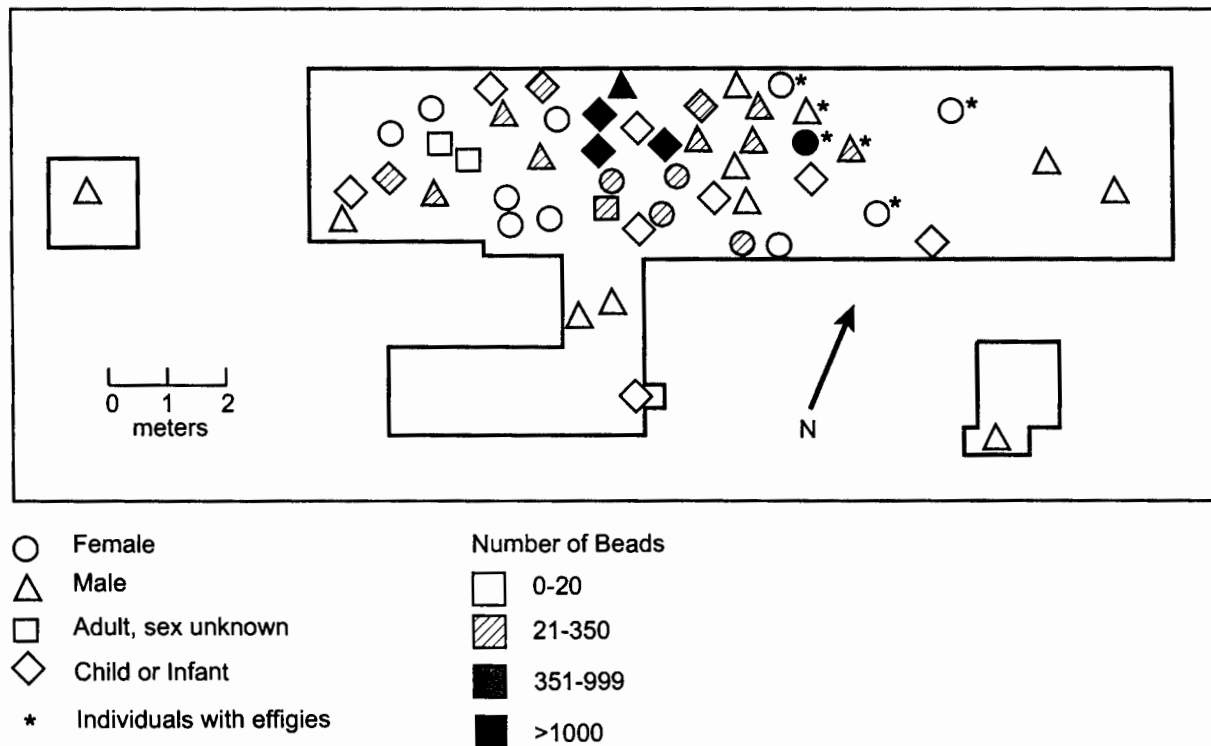 0 1 2
meters
N
Female
Male
Adult, sex unknown
Child or Infant
* Individuals with effigies
Number of Beads
0-20
21-350
351-999
>1000